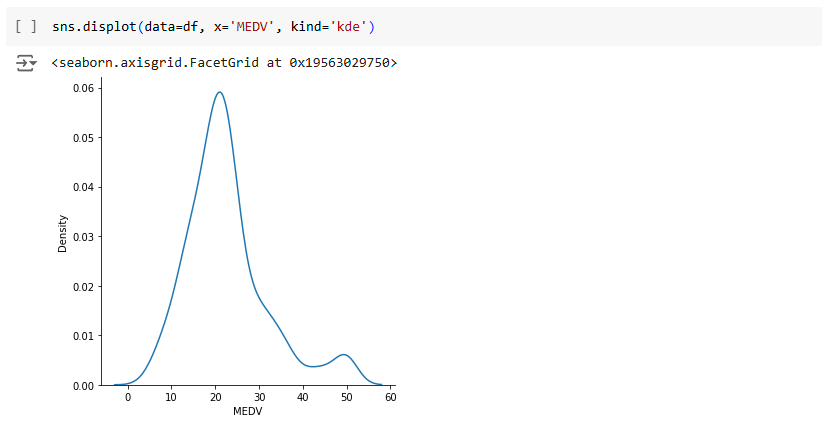 [ ] sns.displot(data=df, x='MEDV', kind='kde')
<seaborn.axisgrid.FacetGrid at 0x19563029750>
0.06
0.05
0.04
0.03
0.02
0.01
0.00
Density
0 10 20 30 40 50 60
MEDV